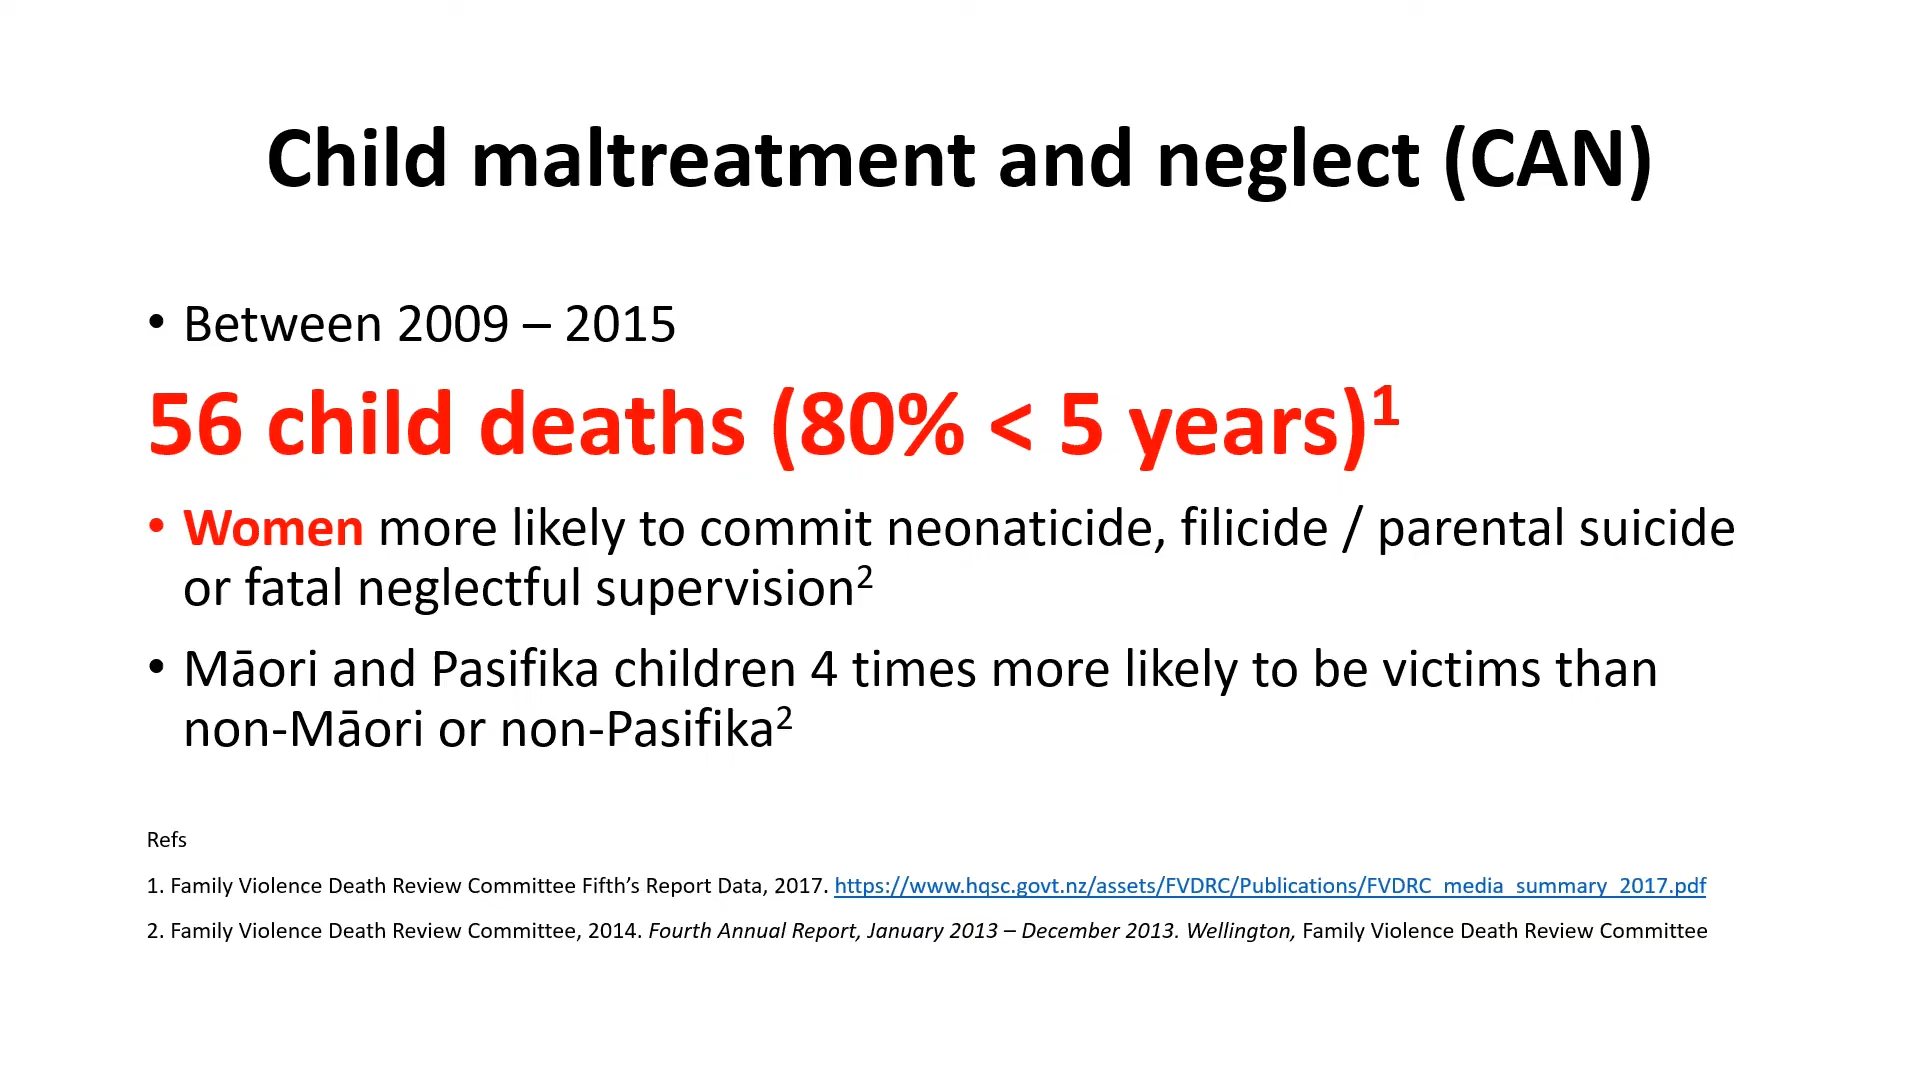 Child maltreatment and neglect (CAN)
• Between 2009 – 2015
56 child deaths (80% < 5 years)¹
• Women more likely to commit neonaticide, filicide / parental suicide
or fatal neglectful supervision²
• Māori and Pasifika children 4 times more likely to be victims than
non-Māori or non-Pasifika²
Refs
1. Family Violence Death Review Committee Fifth’s Report Data, 2017. https://www.hqsc.govt.nz/assets/FVDRC/Publications/FVDRC_media_summary_2017.pdf
2. Family Violence Death Review Committee, 2014. Fourth Annual Report, January 2013 – December 2013. Wellington, Family Violence Death Review Committee